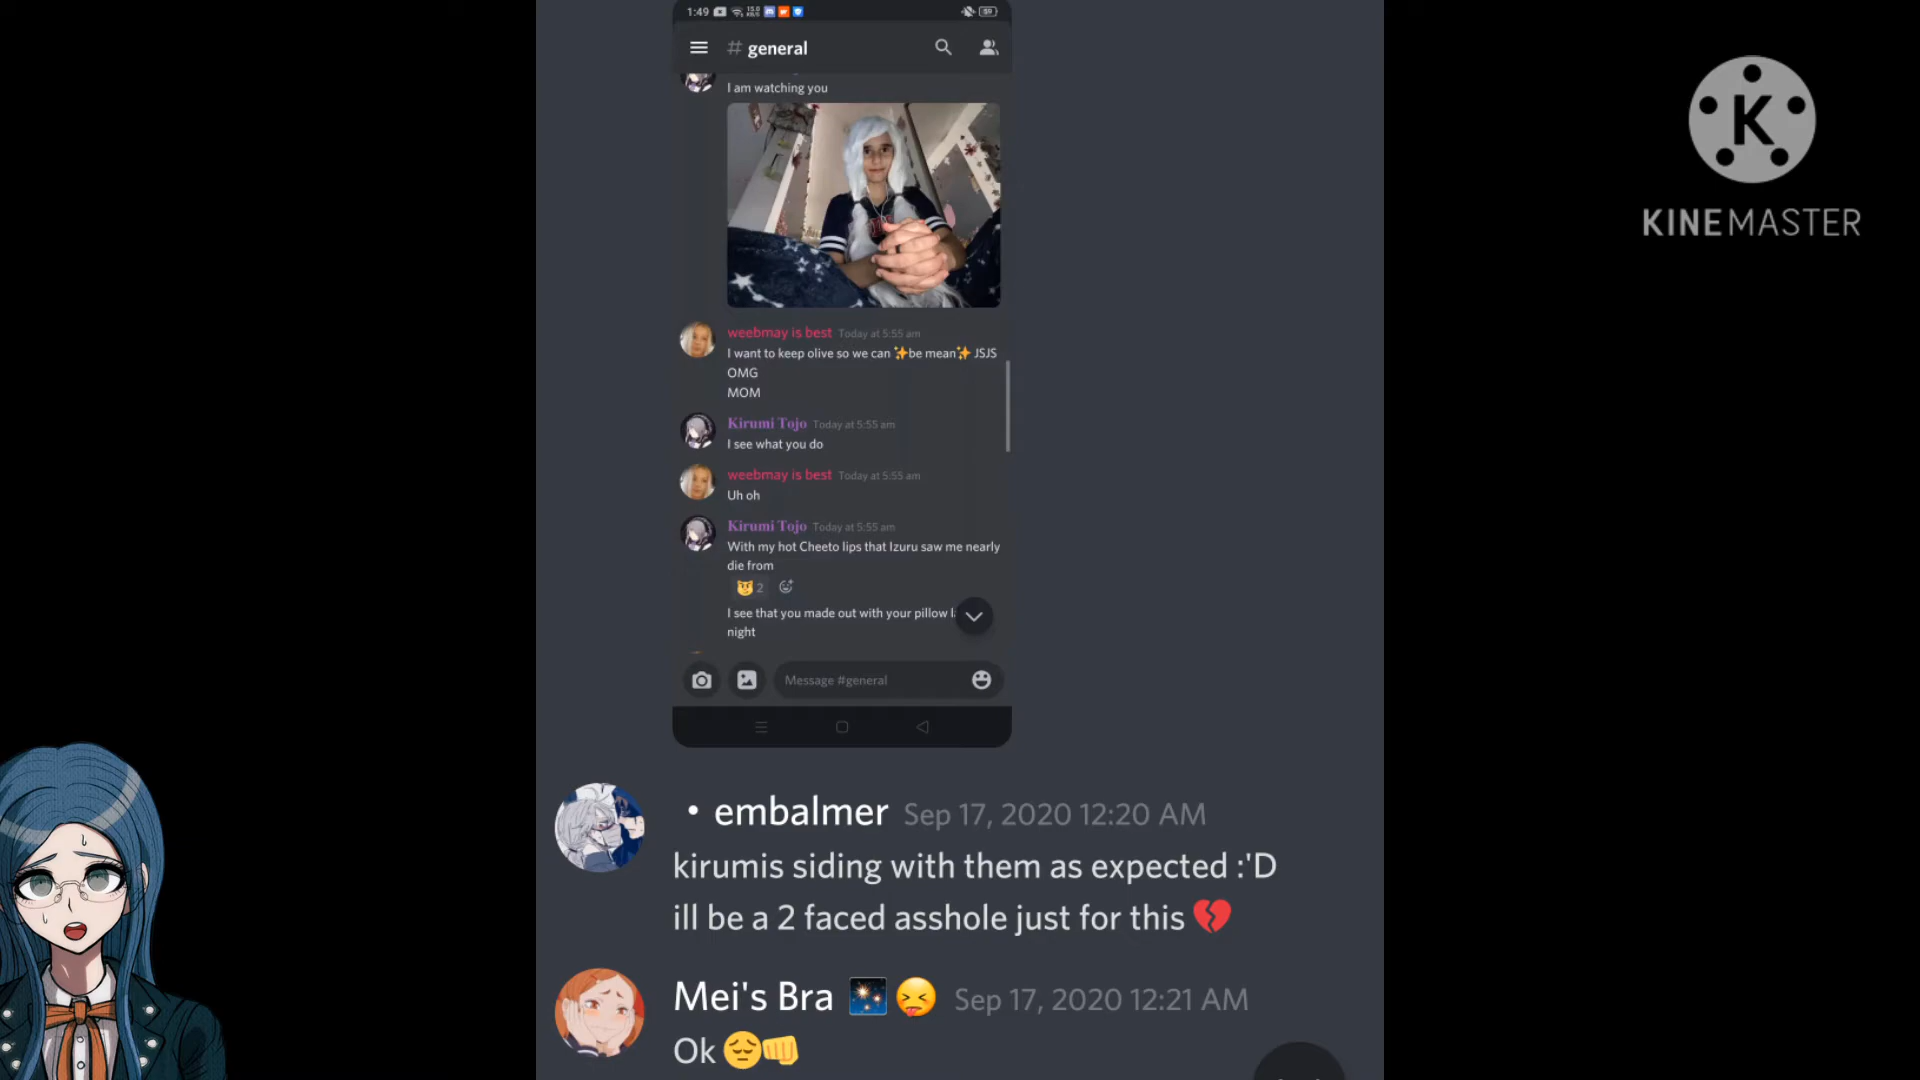 1:49
# general
I am watching you
weebmay is best Today at 5:55 am
I want to keep olive so we can ✨be mean✨ JSJS
OMG
MOM
Kirumi Tojo Today at 5:55 am
I see what you do
weebmay is best Today at 5:55 am
Uh oh
Kirumi Tojo Today at 5:55 am
With my hot Cheeto lips that Izuru saw me nearly
die from
2
I see that you made out with your pillow
night
Message #general
• embalmer Sep 17, 2020 12:20 AM
kirumis siding with them as expected :'D
ill be a 2 faced asshole just for this 💔
Mei's Bra 🎇😝 Sep 17, 2020 12:21 AM
Ok 😔👊
K
KINEMASTER